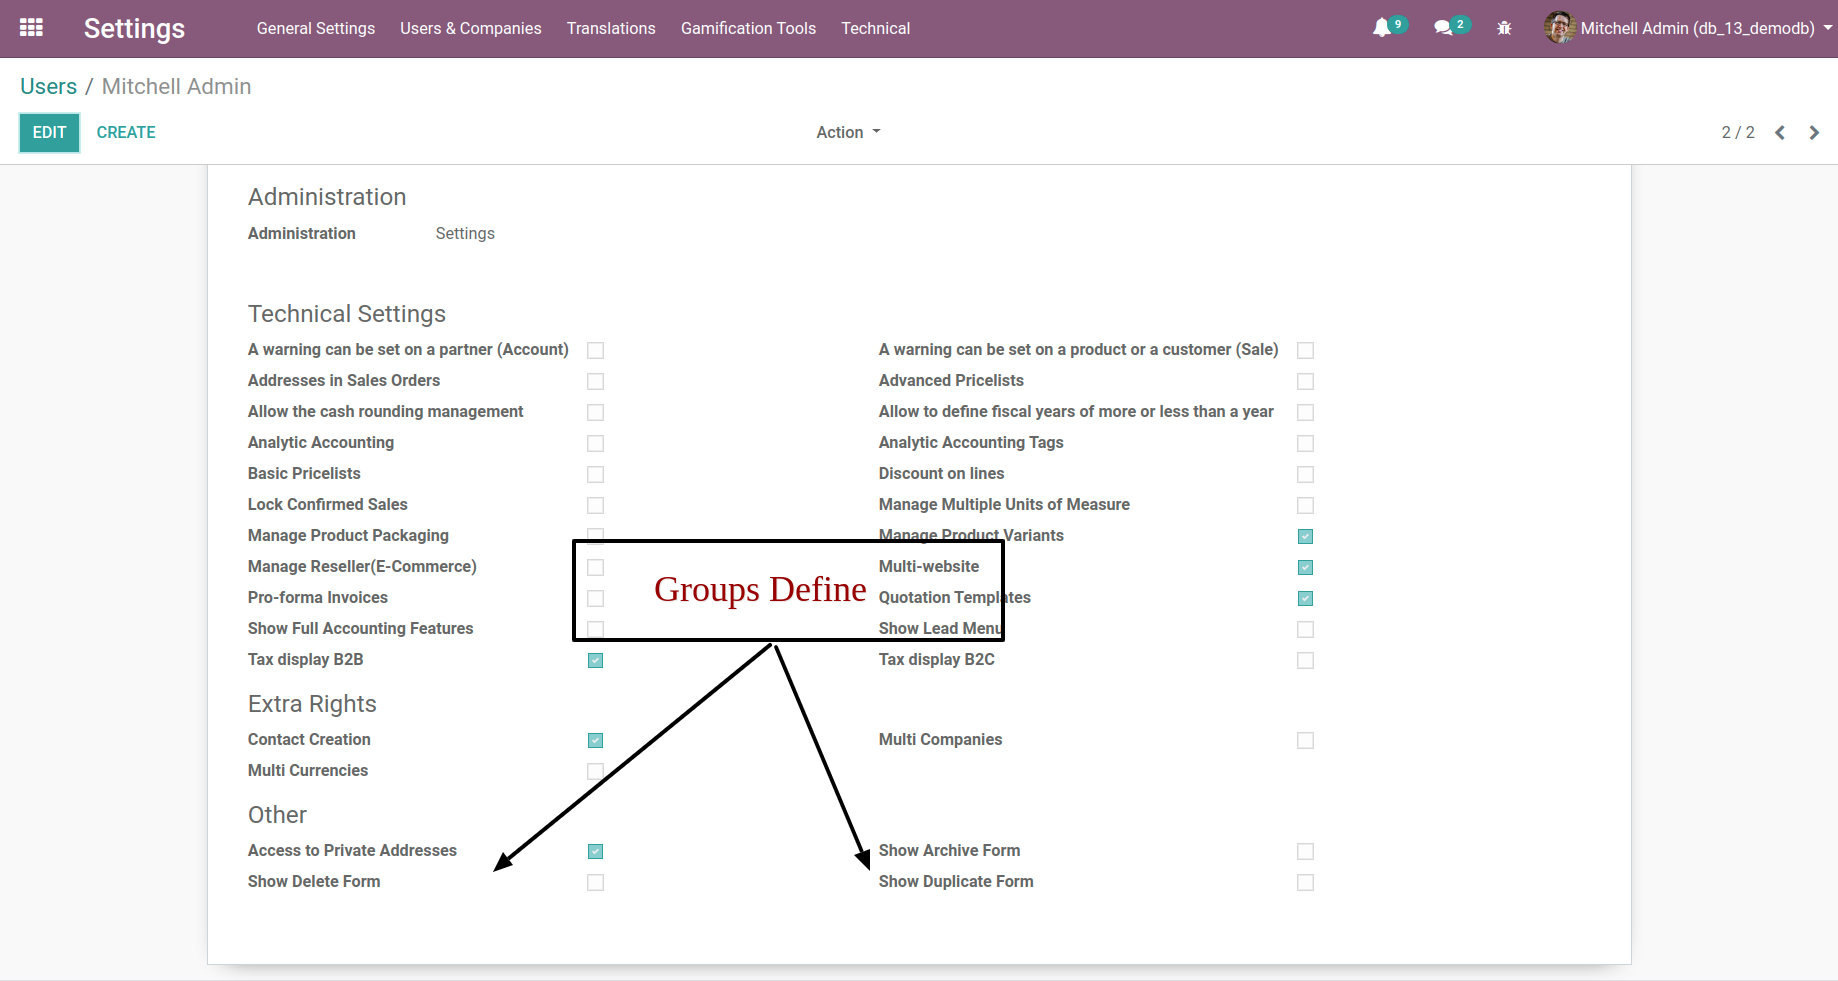 Settings General Settings Users & Companies Translations Gamification Tools Technical 9 2 Mitchell Admin (db_13_demodb)
Users / Mitchell Admin
EDIT CREATE Action 2 / 2
Administration
Administration Settings
Technical Settings
A warning can be set on a partner (Account) A warning can be set on a product or a customer (Sale)
Addresses in Sales Orders Advanced Pricelists
Allow the cash rounding management Allow to define fiscal years of more or less than a year
Analytic Accounting Analytic Accounting Tags
Basic Pricelists Discount on lines
Lock Confirmed Sales Manage Multiple Units of Measure
Manage Product Packaging Manage Product Variants
Manage Reseller(E-Commerce) Multi-website
Groups Define
Pro-forma Invoices Quotation Templates
Show Full Accounting Features Show Lead Menu
Tax display B2B Tax display B2C
Extra Rights
Contact Creation Multi Companies
Multi Currencies
Other
Access to Private Addresses Show Archive Form
Show Delete Form Show Duplicate Form